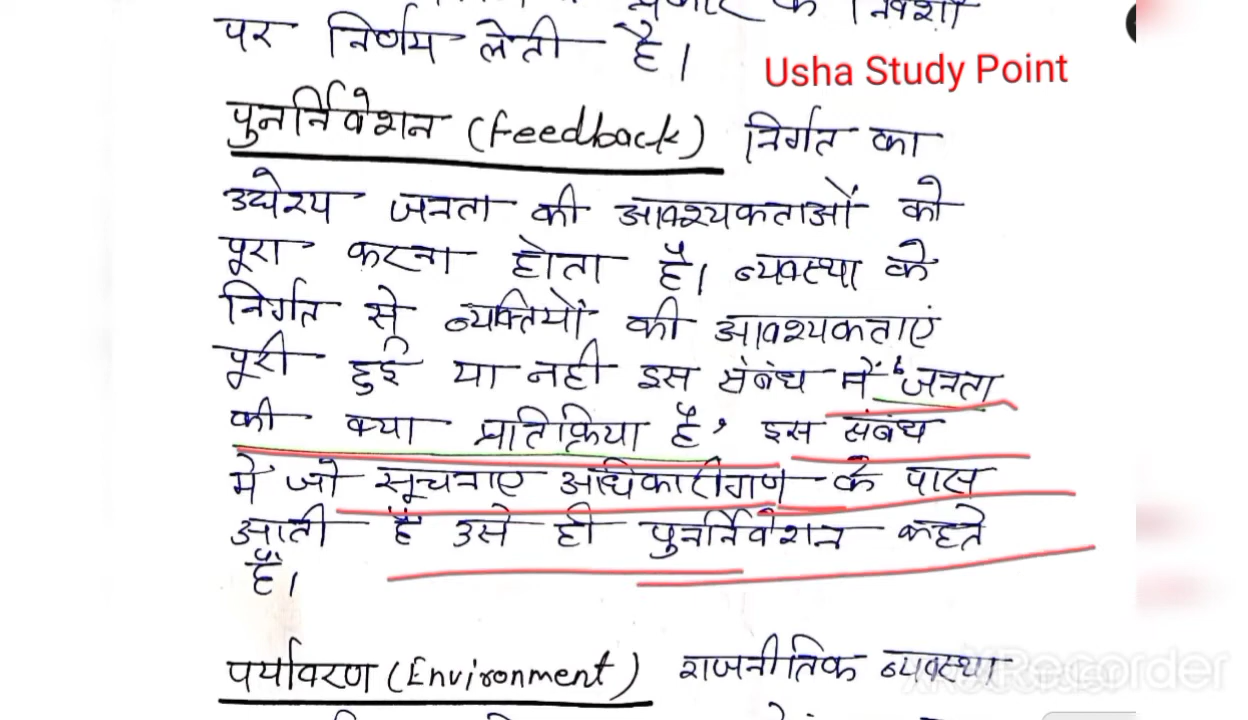 के
पर निर्णय लेती है।
Usha Study Point
पुनर्निवेशन (feedback) निर्गत का
उद्येश्य जनता की आवश्यकताओं को
पूरा करना होता है। व्यवस्था के
निर्गत से व्यक्तियों की आवश्यकताएं
पूरी हुई या नही इस संबंध में "जनता
की क्या प्रतिक्रिया है, इस संबंध
मे जो सूचनाए अधिकारीगण के पास
आती है उसे ही पुनर्निवेशन कहते
है।
पर्यावरण (Environment) राजनीतिक व्यवस्था
XRecorder